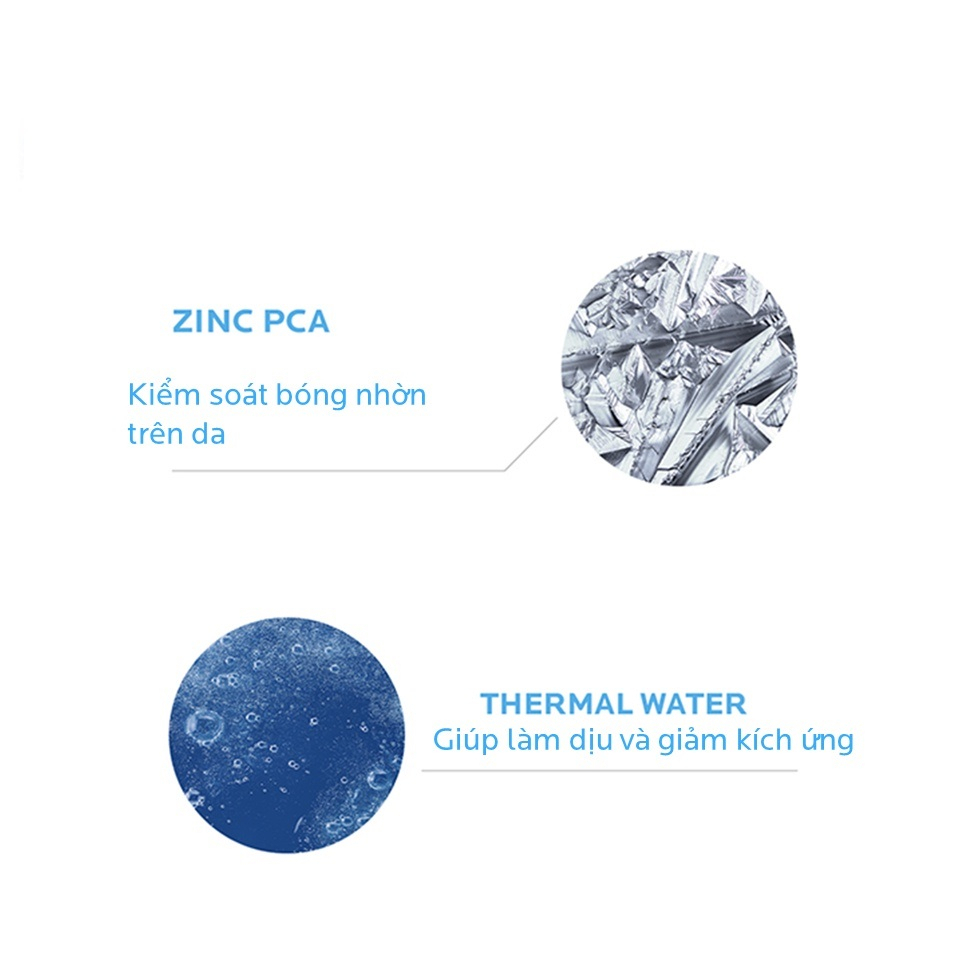 ZINC PCA
Kiểm soát bóng nhờn
trên da
THERMAL WATER
Giúp làm dịu và giảm kích ứng